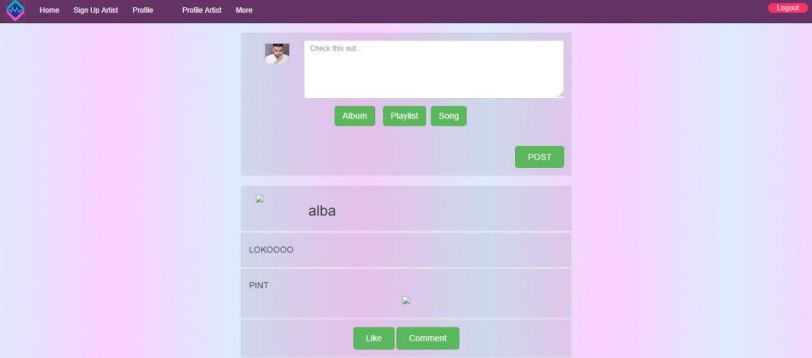 Home Sign Up Artist Profile Profile Artist More Logout
Check this out...
Album Playlist Song
POST
alba
LOKOOOO
PINT
Like Comment